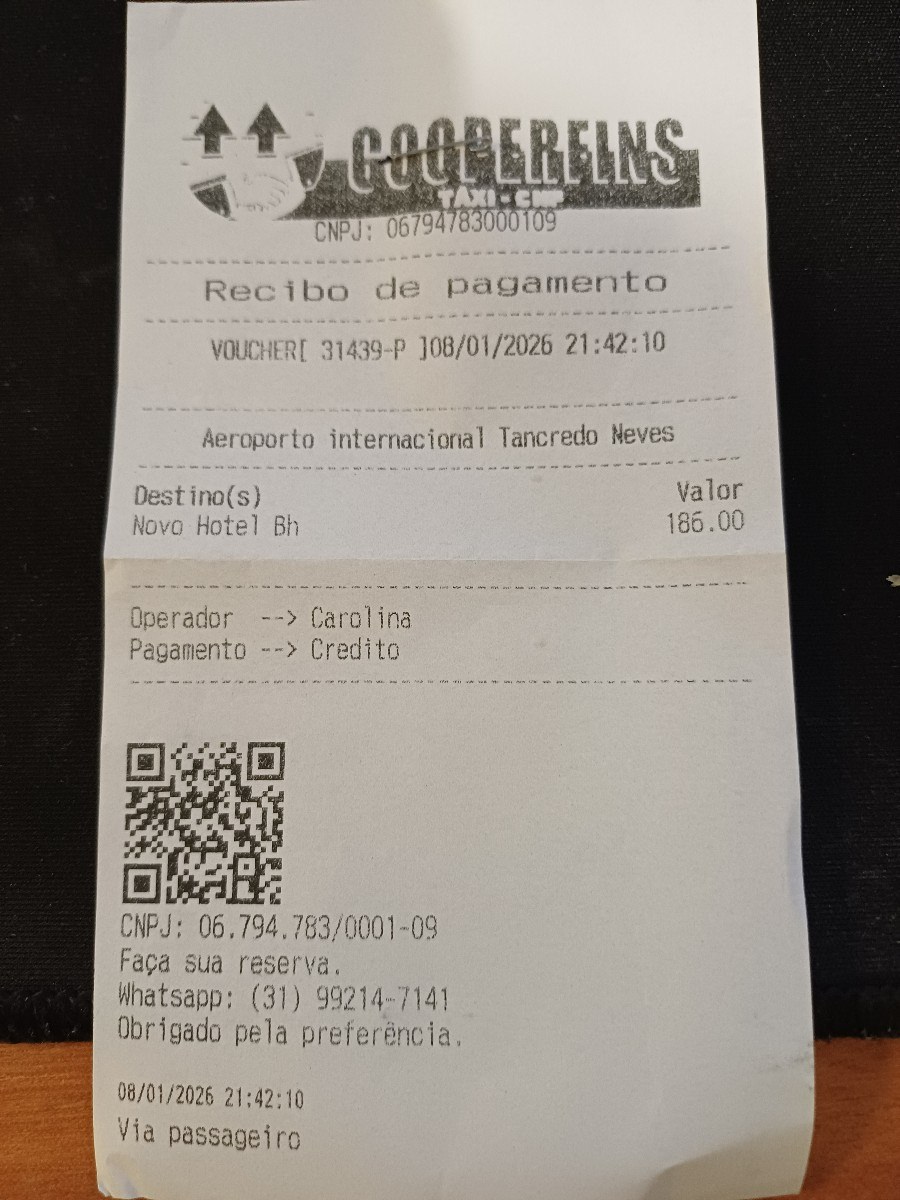 COOPEREINS
TAXI - CNF
CNPJ: 06794783000109
Recibo de pagamento
VOUCHER[ 31439-P ]08/01/2026 21:42:10
Aeroporto internacional Tancredo Neves
Destino(s) Valor
Novo Hotel Bh 186.00
Operador --> Carolina
Pagamento --> Credito
CNPJ: 06.794.783/0001-09
Faça sua reserva.
Whatsapp: (31) 99214-7141
Obrigado pela preferência.
08/01/2026 21:42:10
Via passageiro